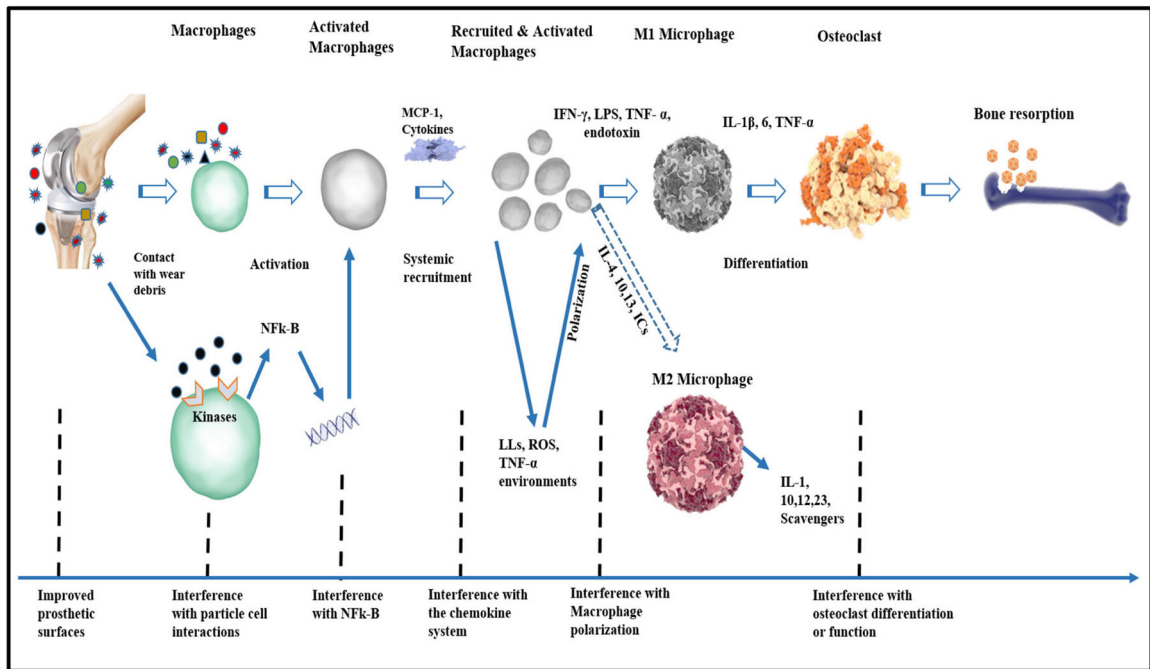 Macrophages
Activated
Macrophages
Recruited & Activated
Macrophages
M1 Microphage
Osteoclast
MCP-1,
Cytokines
IFN-γ, LPS, TNF- α,
endotoxin
IL-1β, 6, TNF-α
Bone resorption
Contact
with wear
debris
Activation
Systemic
recruitment
Polarization
IL-4, 10,13, ICs
Differentiation
NFk-B
Kinases
M2 Microphage
LLs, ROS,
TNF-α
environments
IL-1,
10,12,23,
Scavengers
Improved
prosthetic
surfaces
Interference
with particle cell
interactions
Interference
with NFk-B
Interference with
the chemokine
system
Interference with
Macrophage
polarization
Interference with
osteoclast differentiation
or function